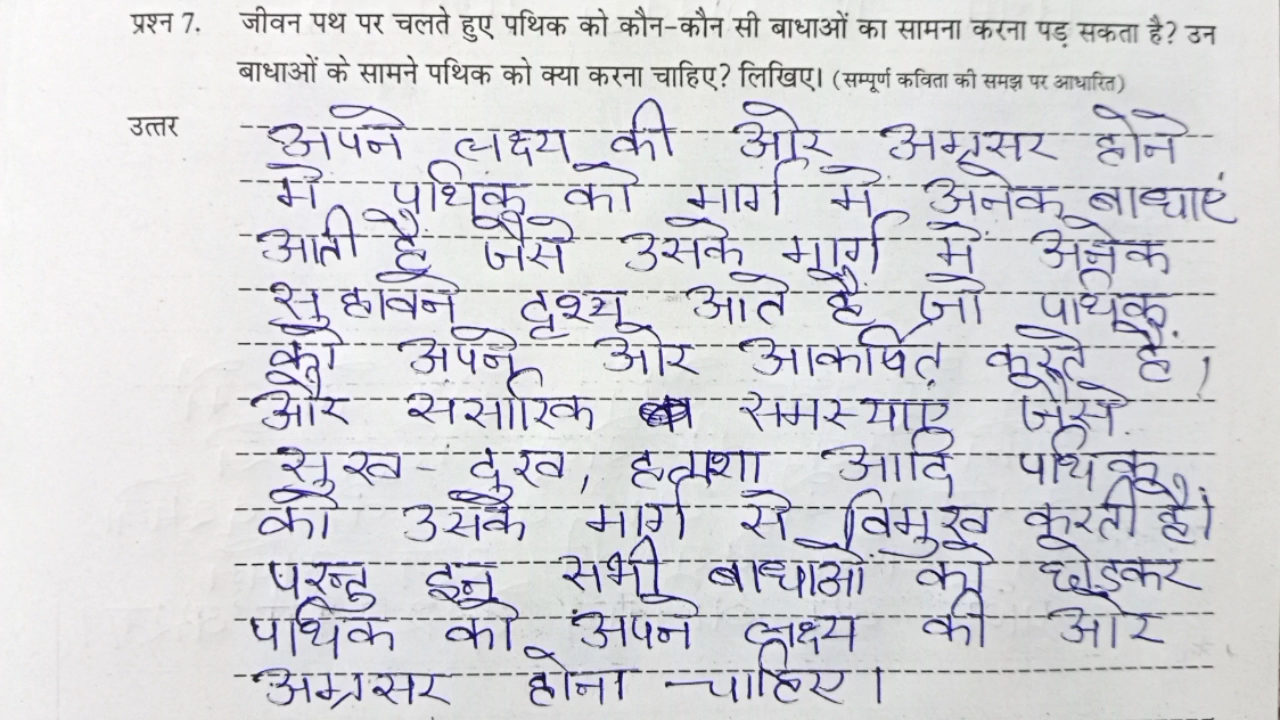 प्रश्न 7. जीवन पथ पर चलते हुए पथिक को कौन-कौन सी बाधाओं का सामना करना पड़ सकता है? उन
बाधाओं के सामने पथिक को क्या करना चाहिए? लिखिए। (सम्पूर्ण कविता की समझ पर आधारित)
उत्तर अपने लक्ष्य की ओर अग्रसर होने
मे पथिक को मार्ग में अनेक बाधाएं
आती हैं जैसे उसके मार्ग में अनेक
सुहावने दृश्य आते हैं जो पथिक
को अपने ओर आकर्षित करते हैं,
और संसारिक समस्याएं जैसे
सुख-दुख, हताशा आदि पथिक
को उसके मार्ग से विमुख करती हैं।
परन्तु इन सभी बाधाओं को छोड़कर
पथिक को अपने लक्ष्य की ओर
अग्रसर होना चाहिए।